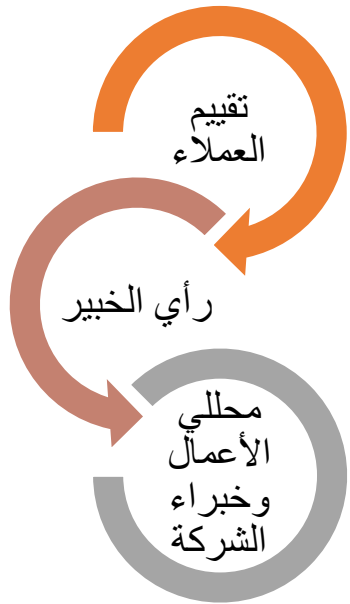 تقييم
العملاء
رأي الخبير
محللي
الأعمال
وخبراء
الشركة